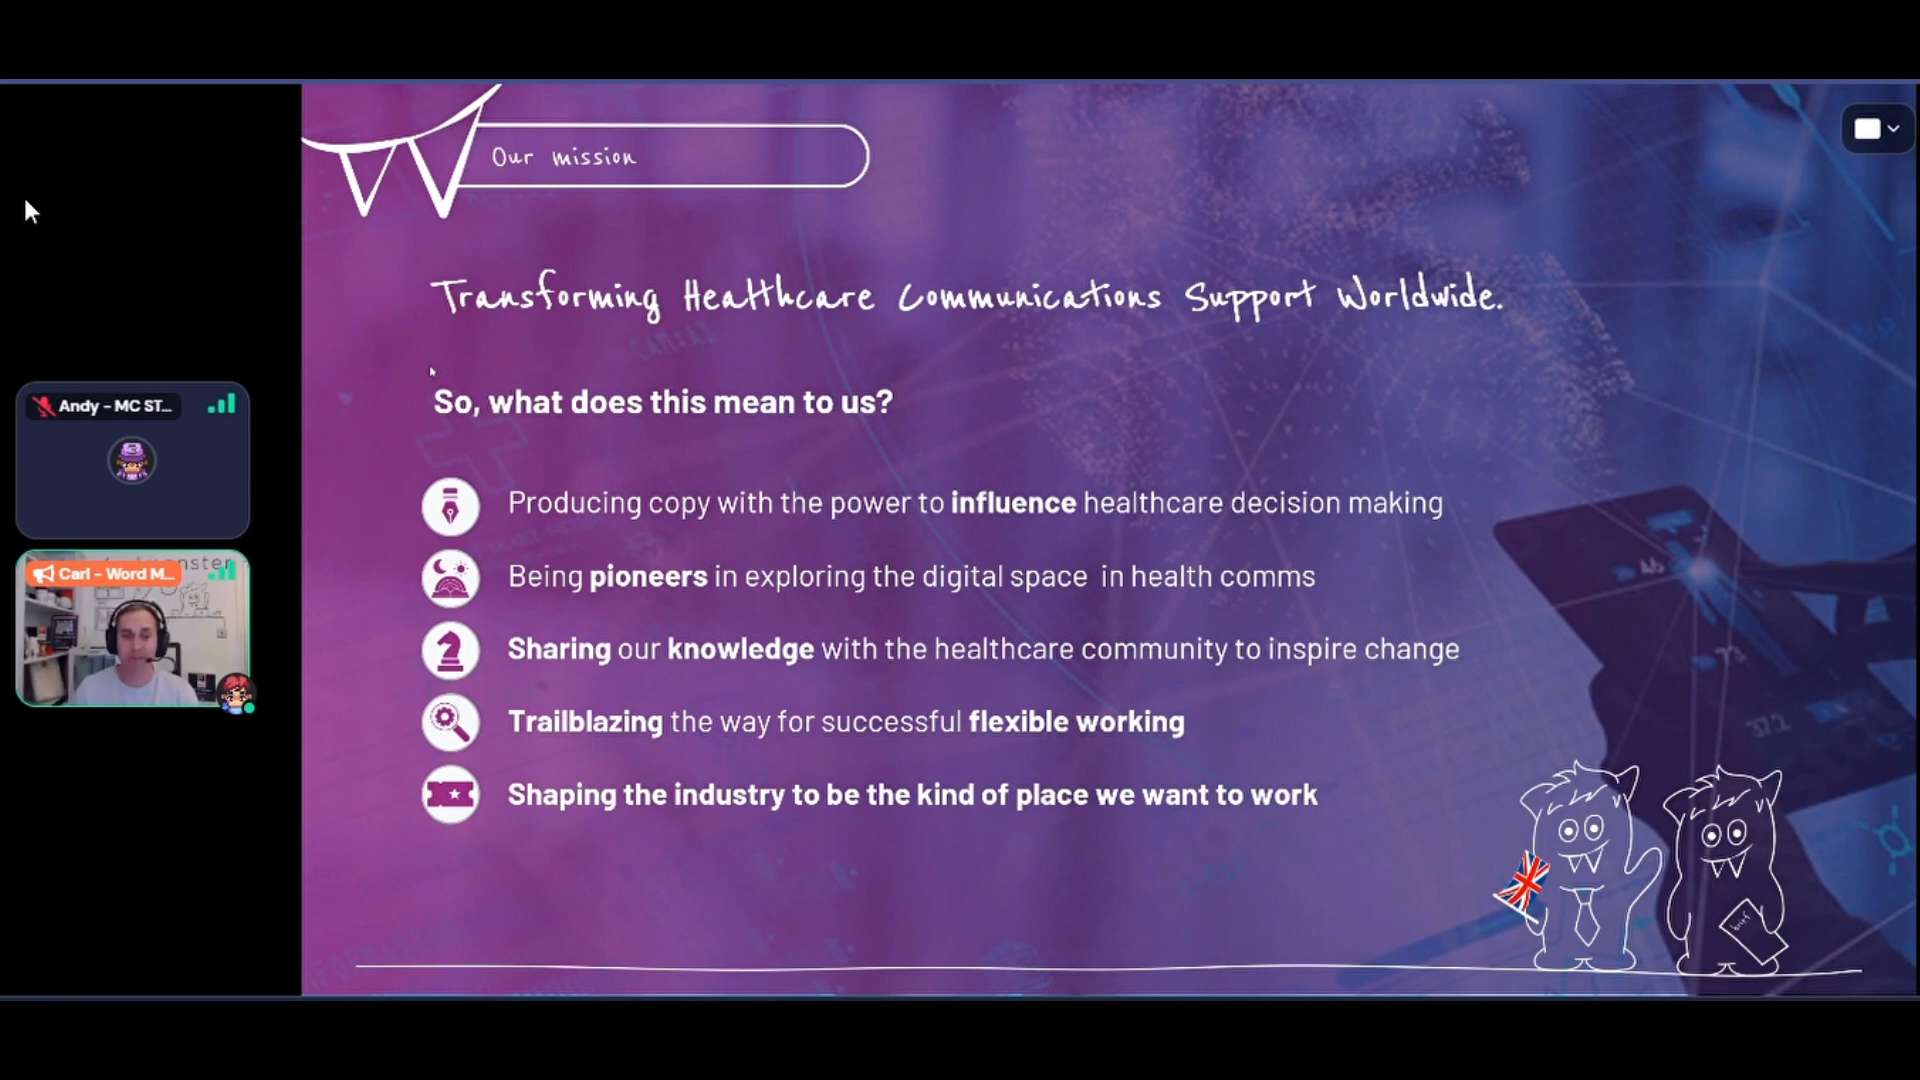 Our mission
Transforming Healthcare Communications Support Worldwide.
So, what does this mean to us?
Andy - MC ST...
Producing copy with the power to influence healthcare decision making
Carl - Word M...
nster
Being pioneers in exploring the digital space in health comms
Sharing our knowledge with the healthcare community to inspire change
Trailblazing the way for successful flexible working
Shaping the industry to be the kind of place we want to work
brief